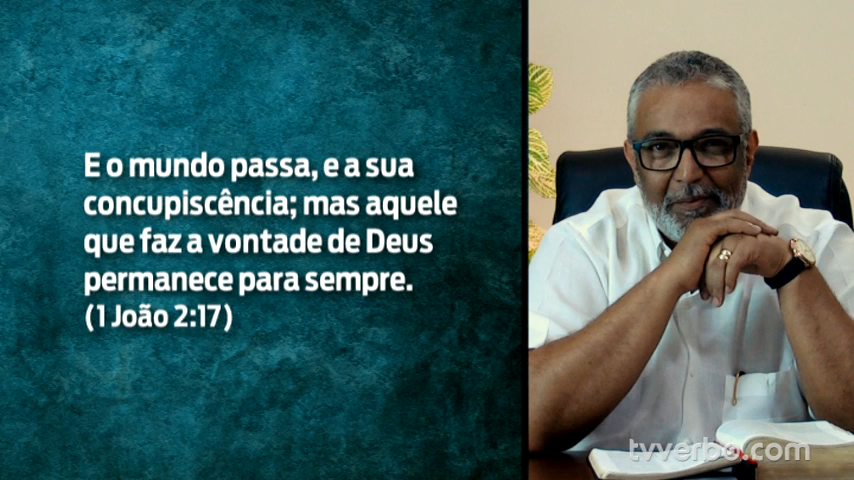 E o mundo passa, e a sua
concupiscência; mas aquele
que faz a vontade de Deus
permanece para sempre.
(1 João 2:17)
tvverbo.com